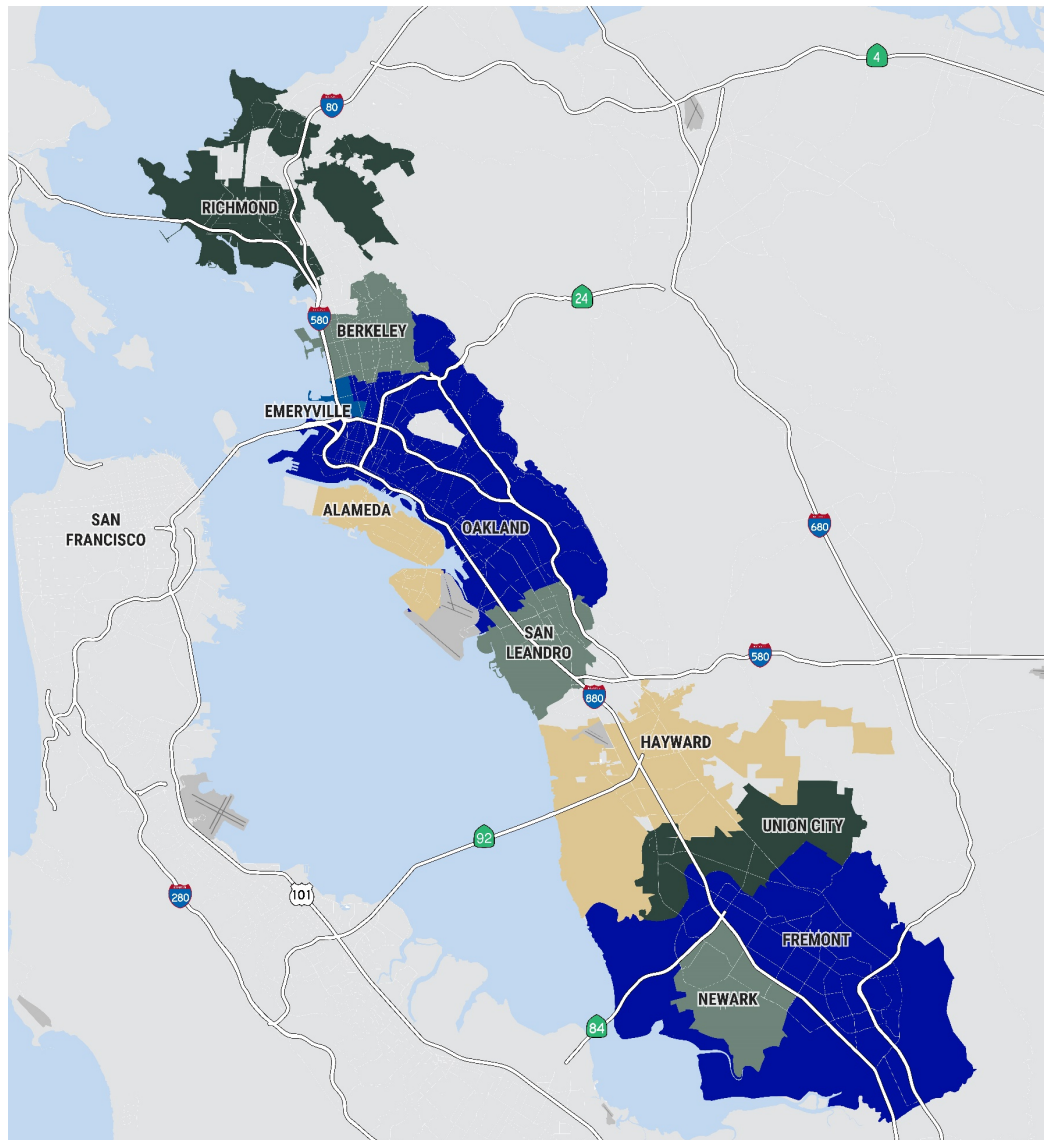 4
80
RICHMOND
24
580
BERKELEY
EMERYVILLE
ALAMEDA
OAKLAND
SAN
FRANCISCO
680
SAN
LEANDRO
580
880
HAYWARD
UNION CITY
92
280
101
FREMONT
NEWARK
84